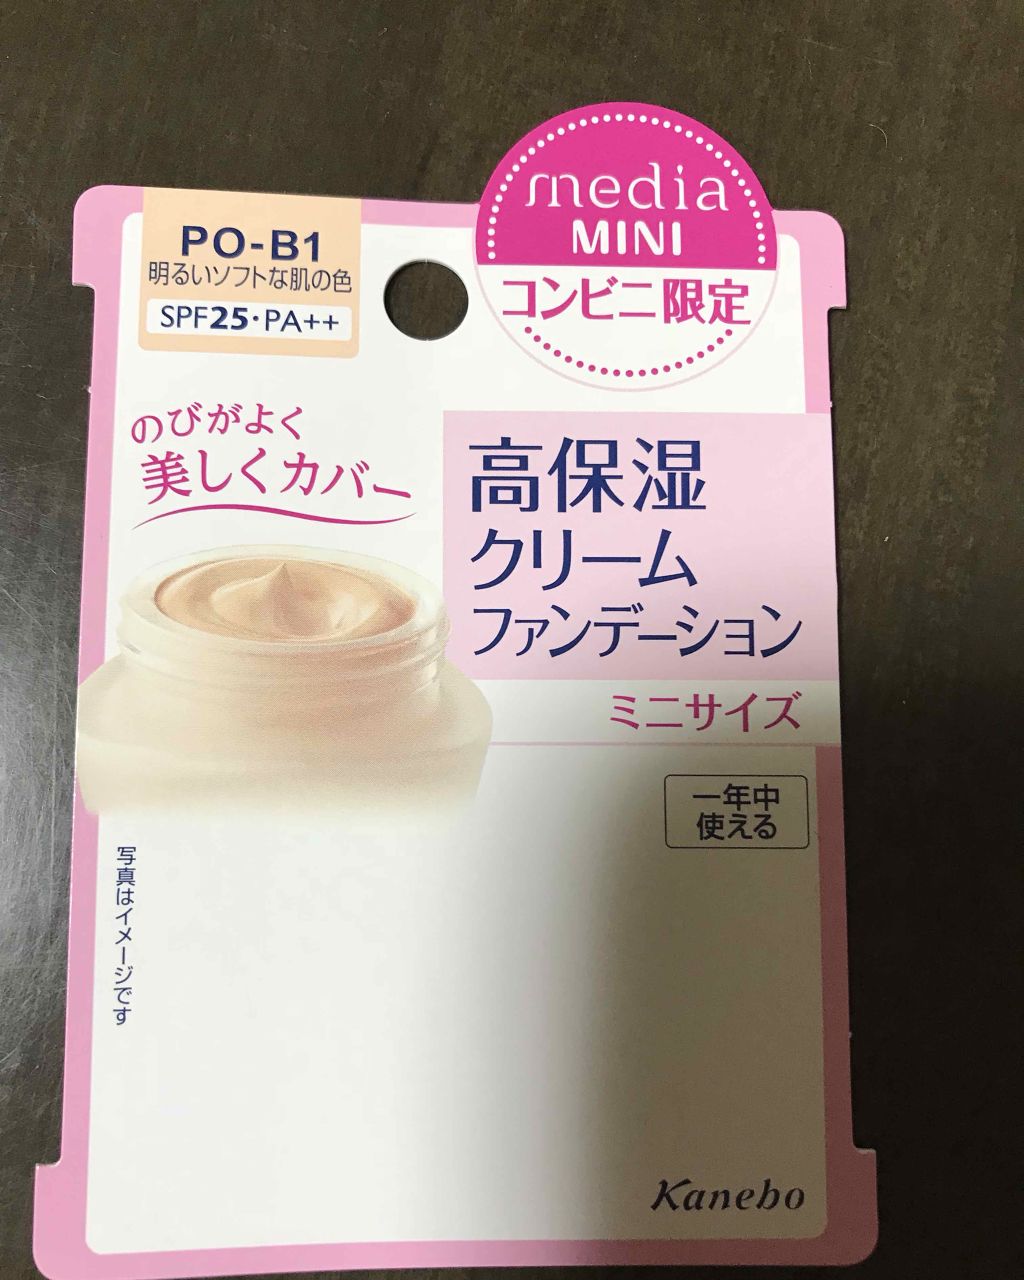 media
MINI
コンビニ限定
PO-B1
明るいソフトな肌の色
SPF25・PA++
のびがよく
美しくカバー
高保湿
クリーム
ファンデーション
ミニサイズ
一年中
使える
写真はイメージです
Kanebo